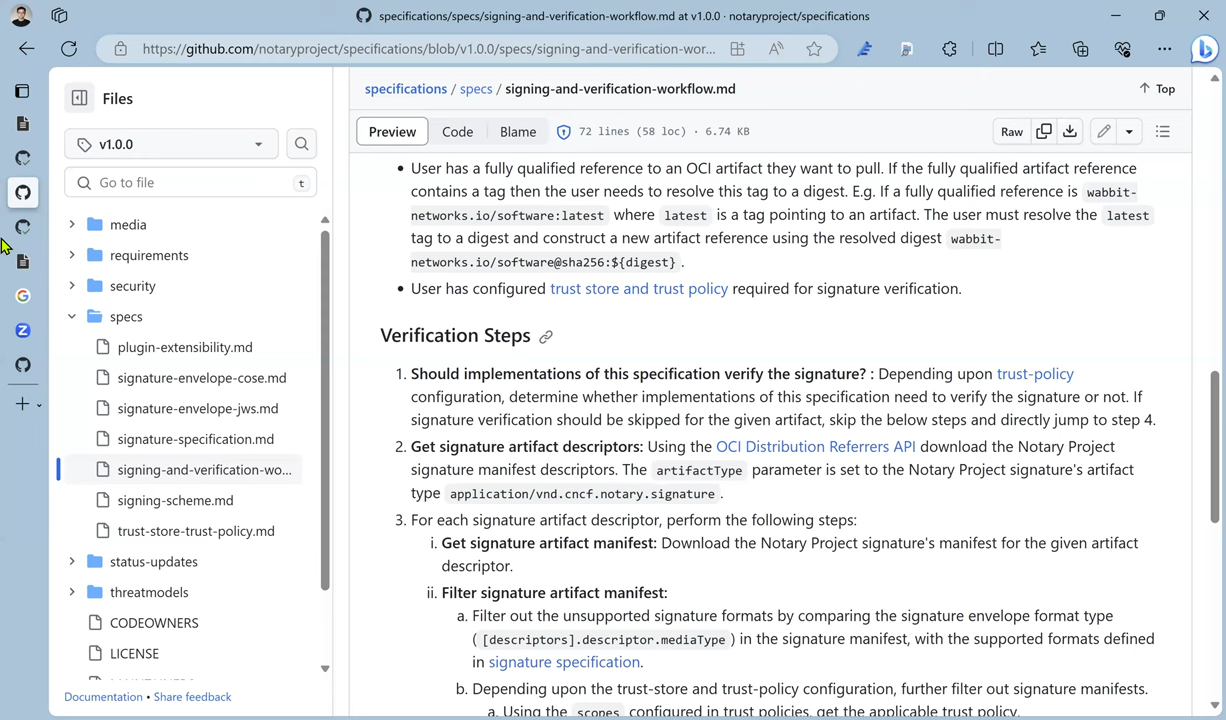 specifications/specs/signing-and-verification-workflow.md at v1.0.0 · notaryproject/specifications
https://github.com/notaryproject/specifications/blob/v1.0.0/specs/signing-and-verification-wor...
Files
v1.0.0
Go to file
t
media
requirements
security
specs
plugin-extensibility.md
signature-envelope-cose.md
signature-envelope-jws.md
signature-specification.md
signing-and-verification-wo...
signing-scheme.md
trust-store-trust-policy.md
status-updates
threatmodels
CODEOWNERS
LICENSE
Documentation • Share feedback
specifications / specs / signing-and-verification-workflow.md
Top
Preview Code Blame 72 lines (58 loc) · 6.74 KB
Raw
• User has a fully qualified reference to an OCI artifact they want to pull. If the fully qualified artifact reference
contains a tag then the user needs to resolve this tag to a digest. E.g. If a fully qualified reference is wabbit-
networks.io/software:latest where latest is a tag pointing to an artifact. The user must resolve the latest
tag to a digest and construct a new artifact reference using the resolved digest wabbit-
networks.io/software@sha256:${digest} .
• User has configured trust store and trust policy required for signature verification.
Verification Steps
1. Should implementations of this specification verify the signature? : Depending upon trust-policy
configuration, determine whether implementations of this specification need to verify the signature or not. If
signature verification should be skipped for the given artifact, skip the below steps and directly jump to step 4.
2. Get signature artifact descriptors: Using the OCI Distribution Referrers API download the Notary Project
signature manifest descriptors. The artifactType parameter is set to the Notary Project signature's artifact
type application/vnd.cncf.notary.signature .
3. For each signature artifact descriptor, perform the following steps:
i. Get signature artifact manifest: Download the Notary Project signature's manifest for the given artifact
descriptor.
ii. Filter signature artifact manifest:
a. Filter out the unsupported signature formats by comparing the signature envelope format type
( [descriptors].descriptor.mediaType ) in the signature manifest, with the supported formats defined
in signature specification.
b. Depending upon the trust-store and trust-policy configuration, further filter out signature manifests.
a. Using the scopes configured in trust policies, get the applicable trust policy.